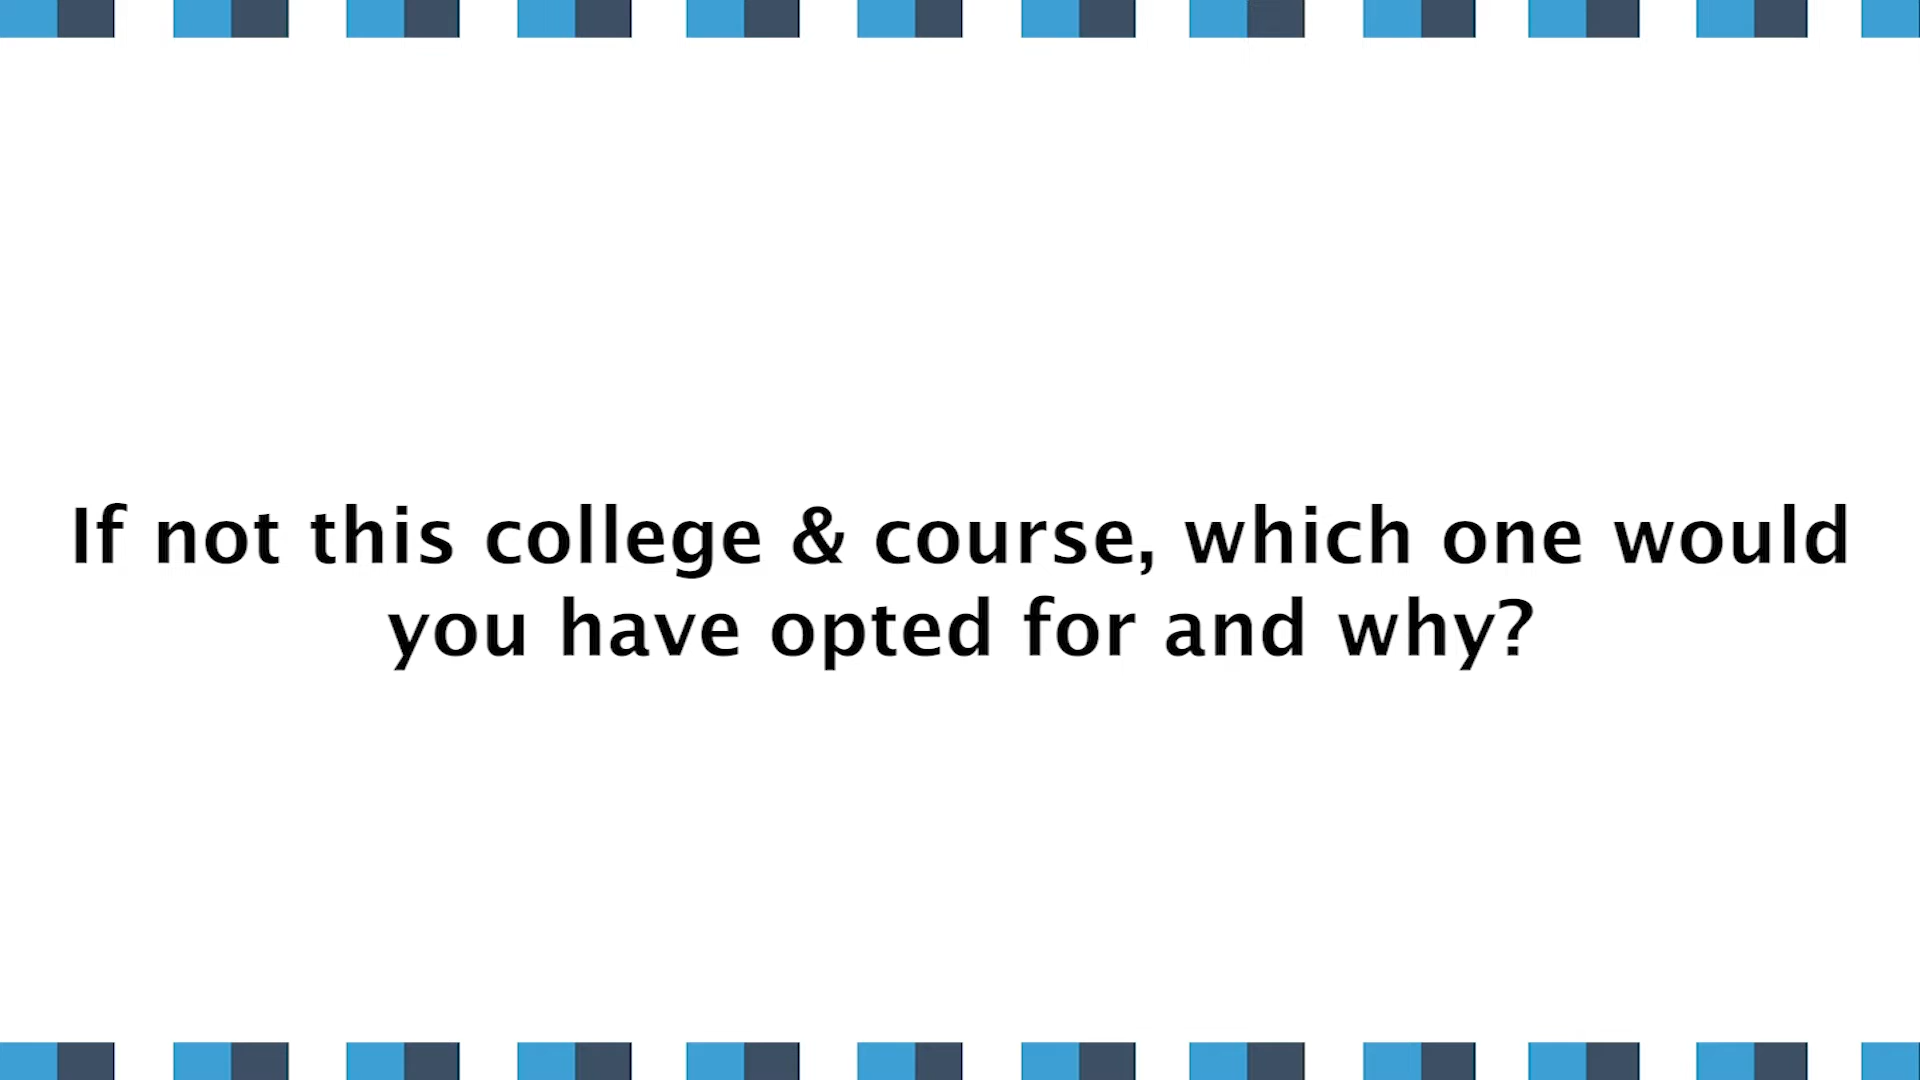 If not this college & course, which one would
you have opted for and why?